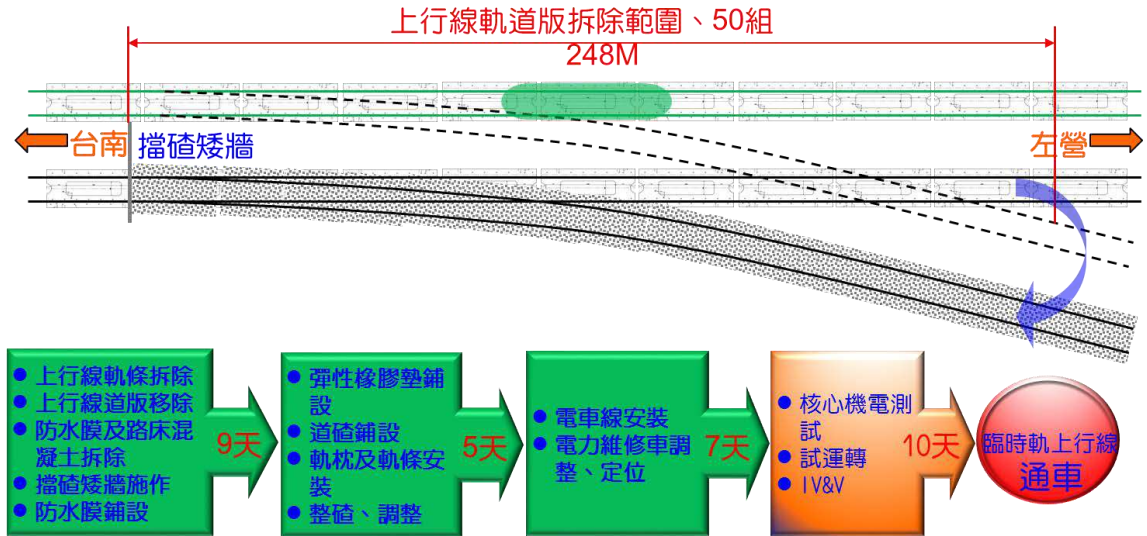 上行線軌道版拆除範圍、50組
248M
台南
擋碴矮牆
左營
● 上行線軌條拆除
● 上行線道版移除
● 防水膜及路床混
凝土拆除
● 擋碴矮牆施作
● 防水膜鋪設
9天
● 彈性橡膠墊鋪
設
● 道碴鋪設
● 軌枕及軌條安
裝
● 整碴、調整
5天
● 電車線安裝
● 電力維修車調
整、定位
7天
● 核心機電測
試
● 試運轉
● IV&V
10天
臨時軌上行線
通車